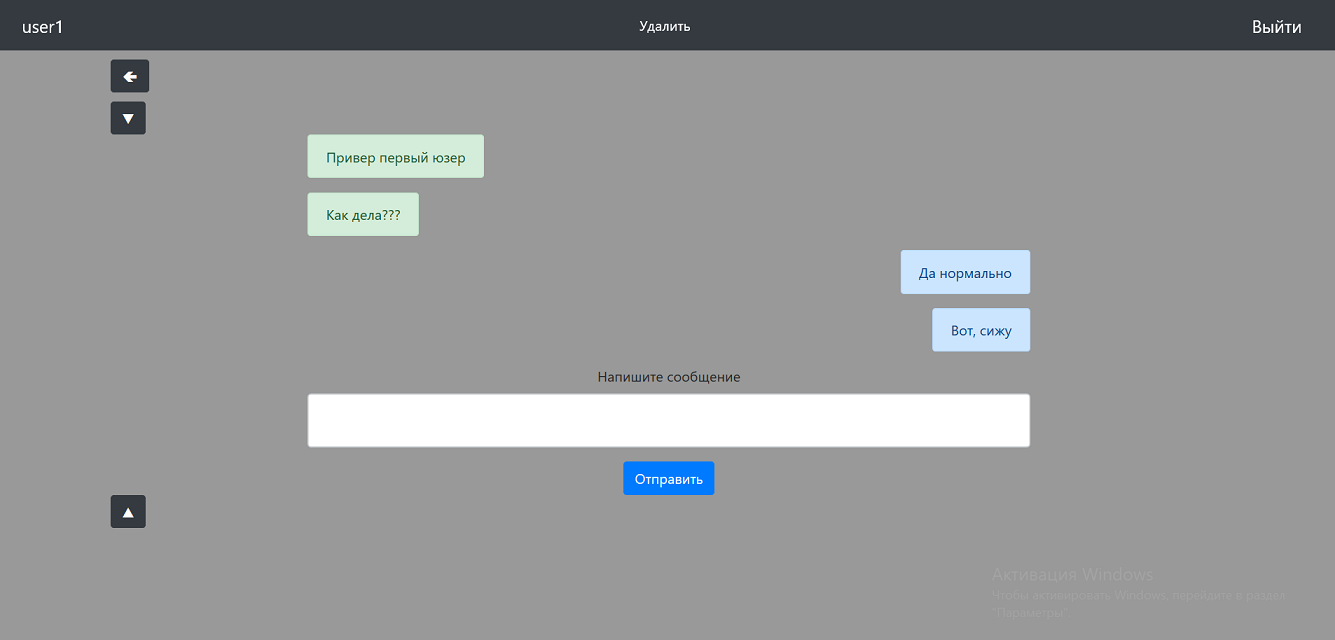 user1
Удалить
Выйти
Привер первый юзер
Как дела???
Да нормально
Вот, сижу
Напишите сообщение
Отправить
Активация Windows
Чтобы активировать Windows, перейдите в раздел
"Параметры".